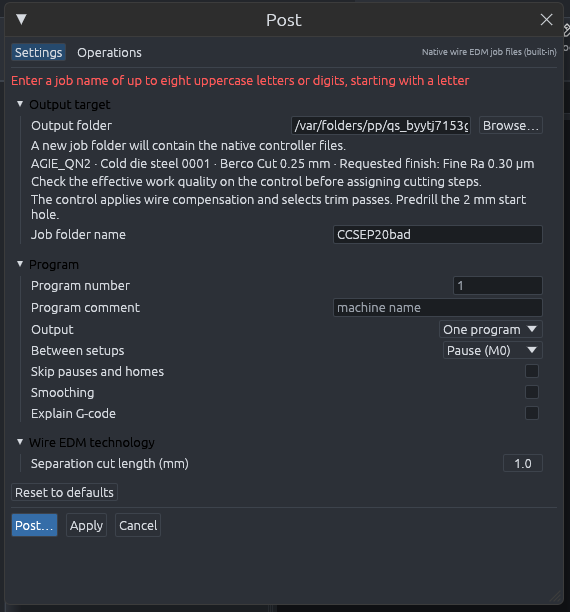 Post
Settings Operations Native wire EDM job files (built-in)
Enter a job name of up to eight uppercase letters or digits, starting with a letter
Output target
Output folder /var/folders/pp/qs_byytj7153g Browse...
A new job folder will contain the native controller files.
AGIE_QN2 · Cold die steel 0001 · Berco Cut 0.25 mm · Requested finish: Fine Ra 0.30 µm
Check the effective work quality on the control before assigning cutting steps.
The control applies wire compensation and selects trim passes. Predrill the 2 mm start
hole.
Job folder name CCSEP20bad
Program
Program number 1
Program comment machine name
Output One program
Between setups Pause (M0)
Skip pauses and homes
Smoothing
Explain G-code
Wire EDM technology
Separation cut length (mm) 1.0
Reset to defaults
Post... Apply Cancel